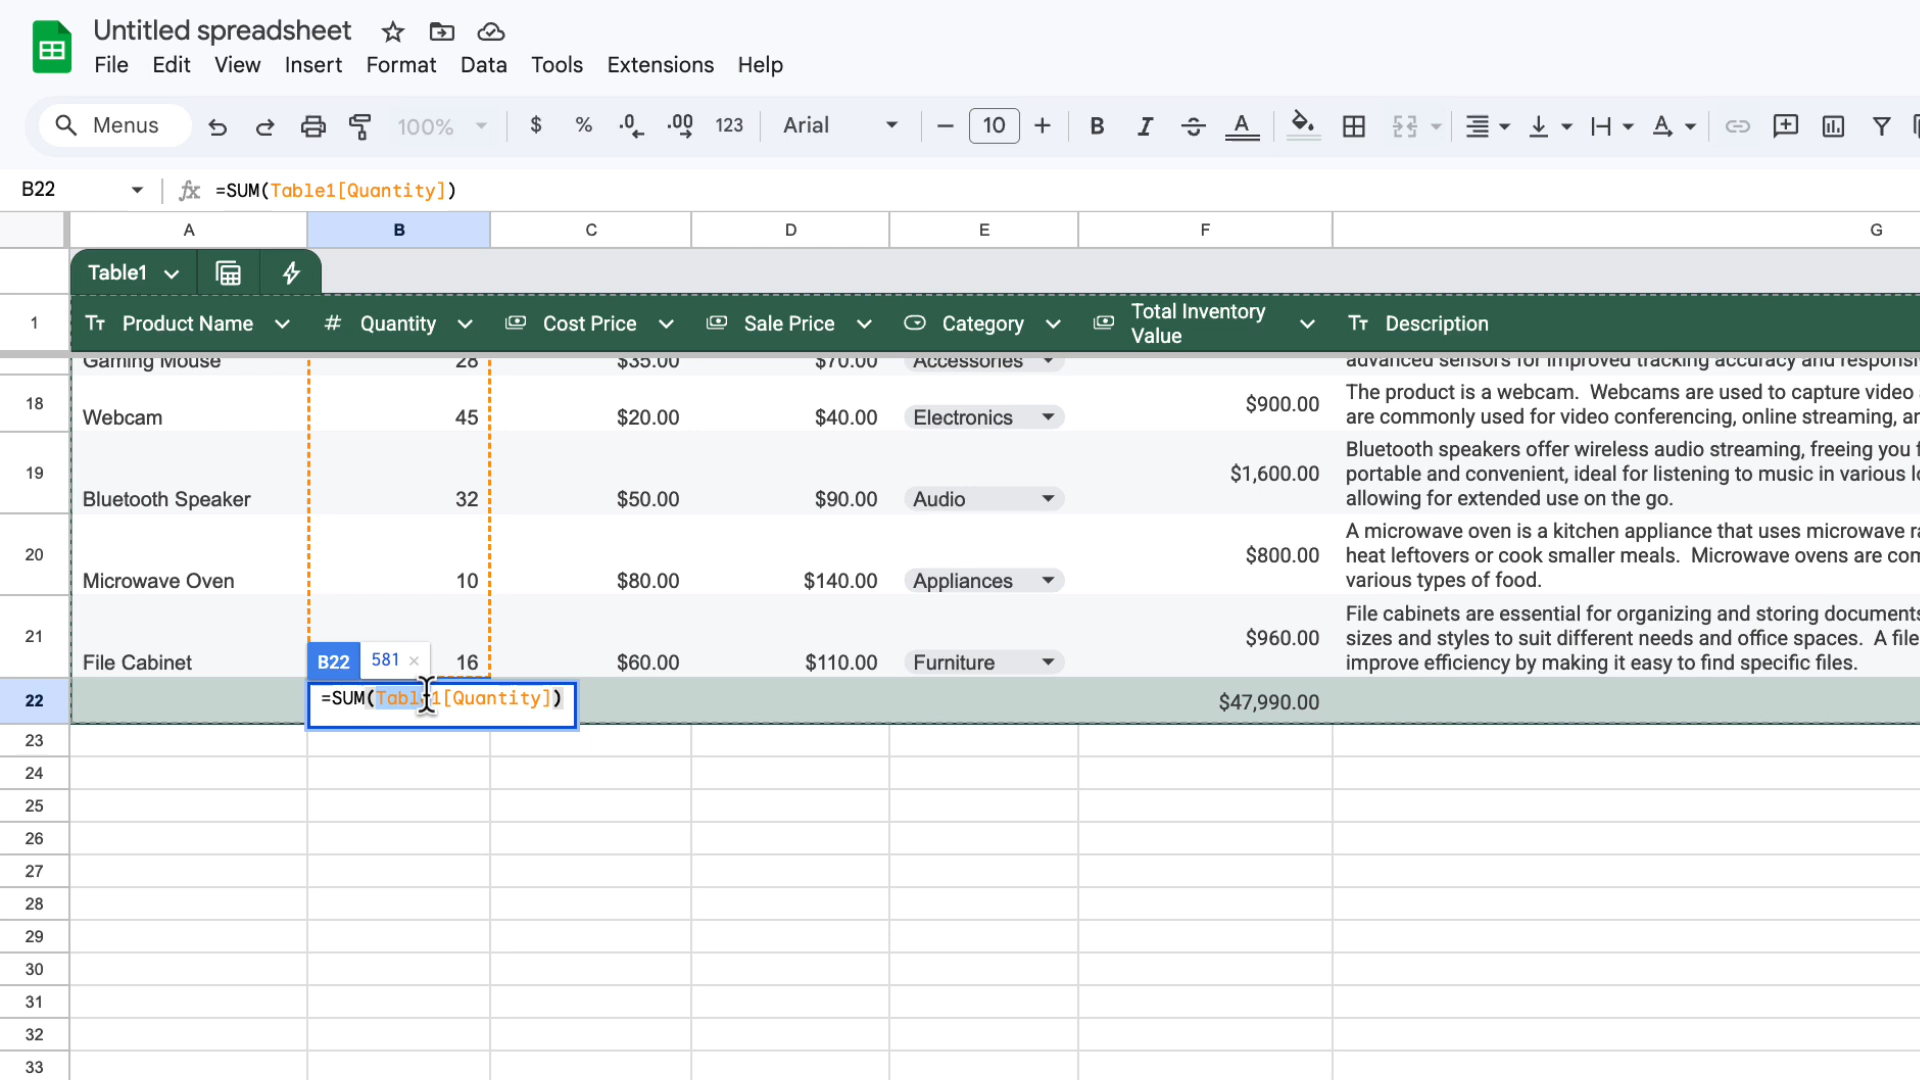 Untitled spreadsheet
File Edit View Insert Format Data Tools Extensions Help
Menus 100% $ % .0 .00 123 Arial 10 B I A
B22 fx =SUM(Table1[Quantity])
A B C D E F G
Table1
1 Tт Product Name # Quantity Cost Price Sale Price Category Total Inventory Value Tт Description
Gaming Mouse 28 $35.00 $70.00 Accessories advanced sensors for improved tracking accuracy and
18 Webcam 45 $20.00 $40.00 Electronics $900.00 The product is a webcam. Webcams are used to capture video
are commonly used for video conferencing, online streaming,
19 Bluetooth Speaker 32 $50.00 $90.00 Audio $1,600.00 Bluetooth speakers offer wireless audio streaming, freeing you
portable and convenient, ideal for listening to music in various
allowing for extended use on the go.
20 Microwave Oven 10 $80.00 $140.00 Appliances $800.00 A microwave oven is a kitchen appliance that uses microwave
heat leftovers or cook smaller meals. Microwave ovens are
various types of food.
21 File Cabinet 16 $60.00 $110.00 Furniture $960.00 File cabinets are essential for organizing and storing documents
sizes and styles to suit different needs and office spaces. A file
improve efficiency by making it easy to find specific files.
B22 581 ×
22 =SUM(Table1[Quantity]) $47,990.00
23
24
25
26
27
28
29
30
31
32
33